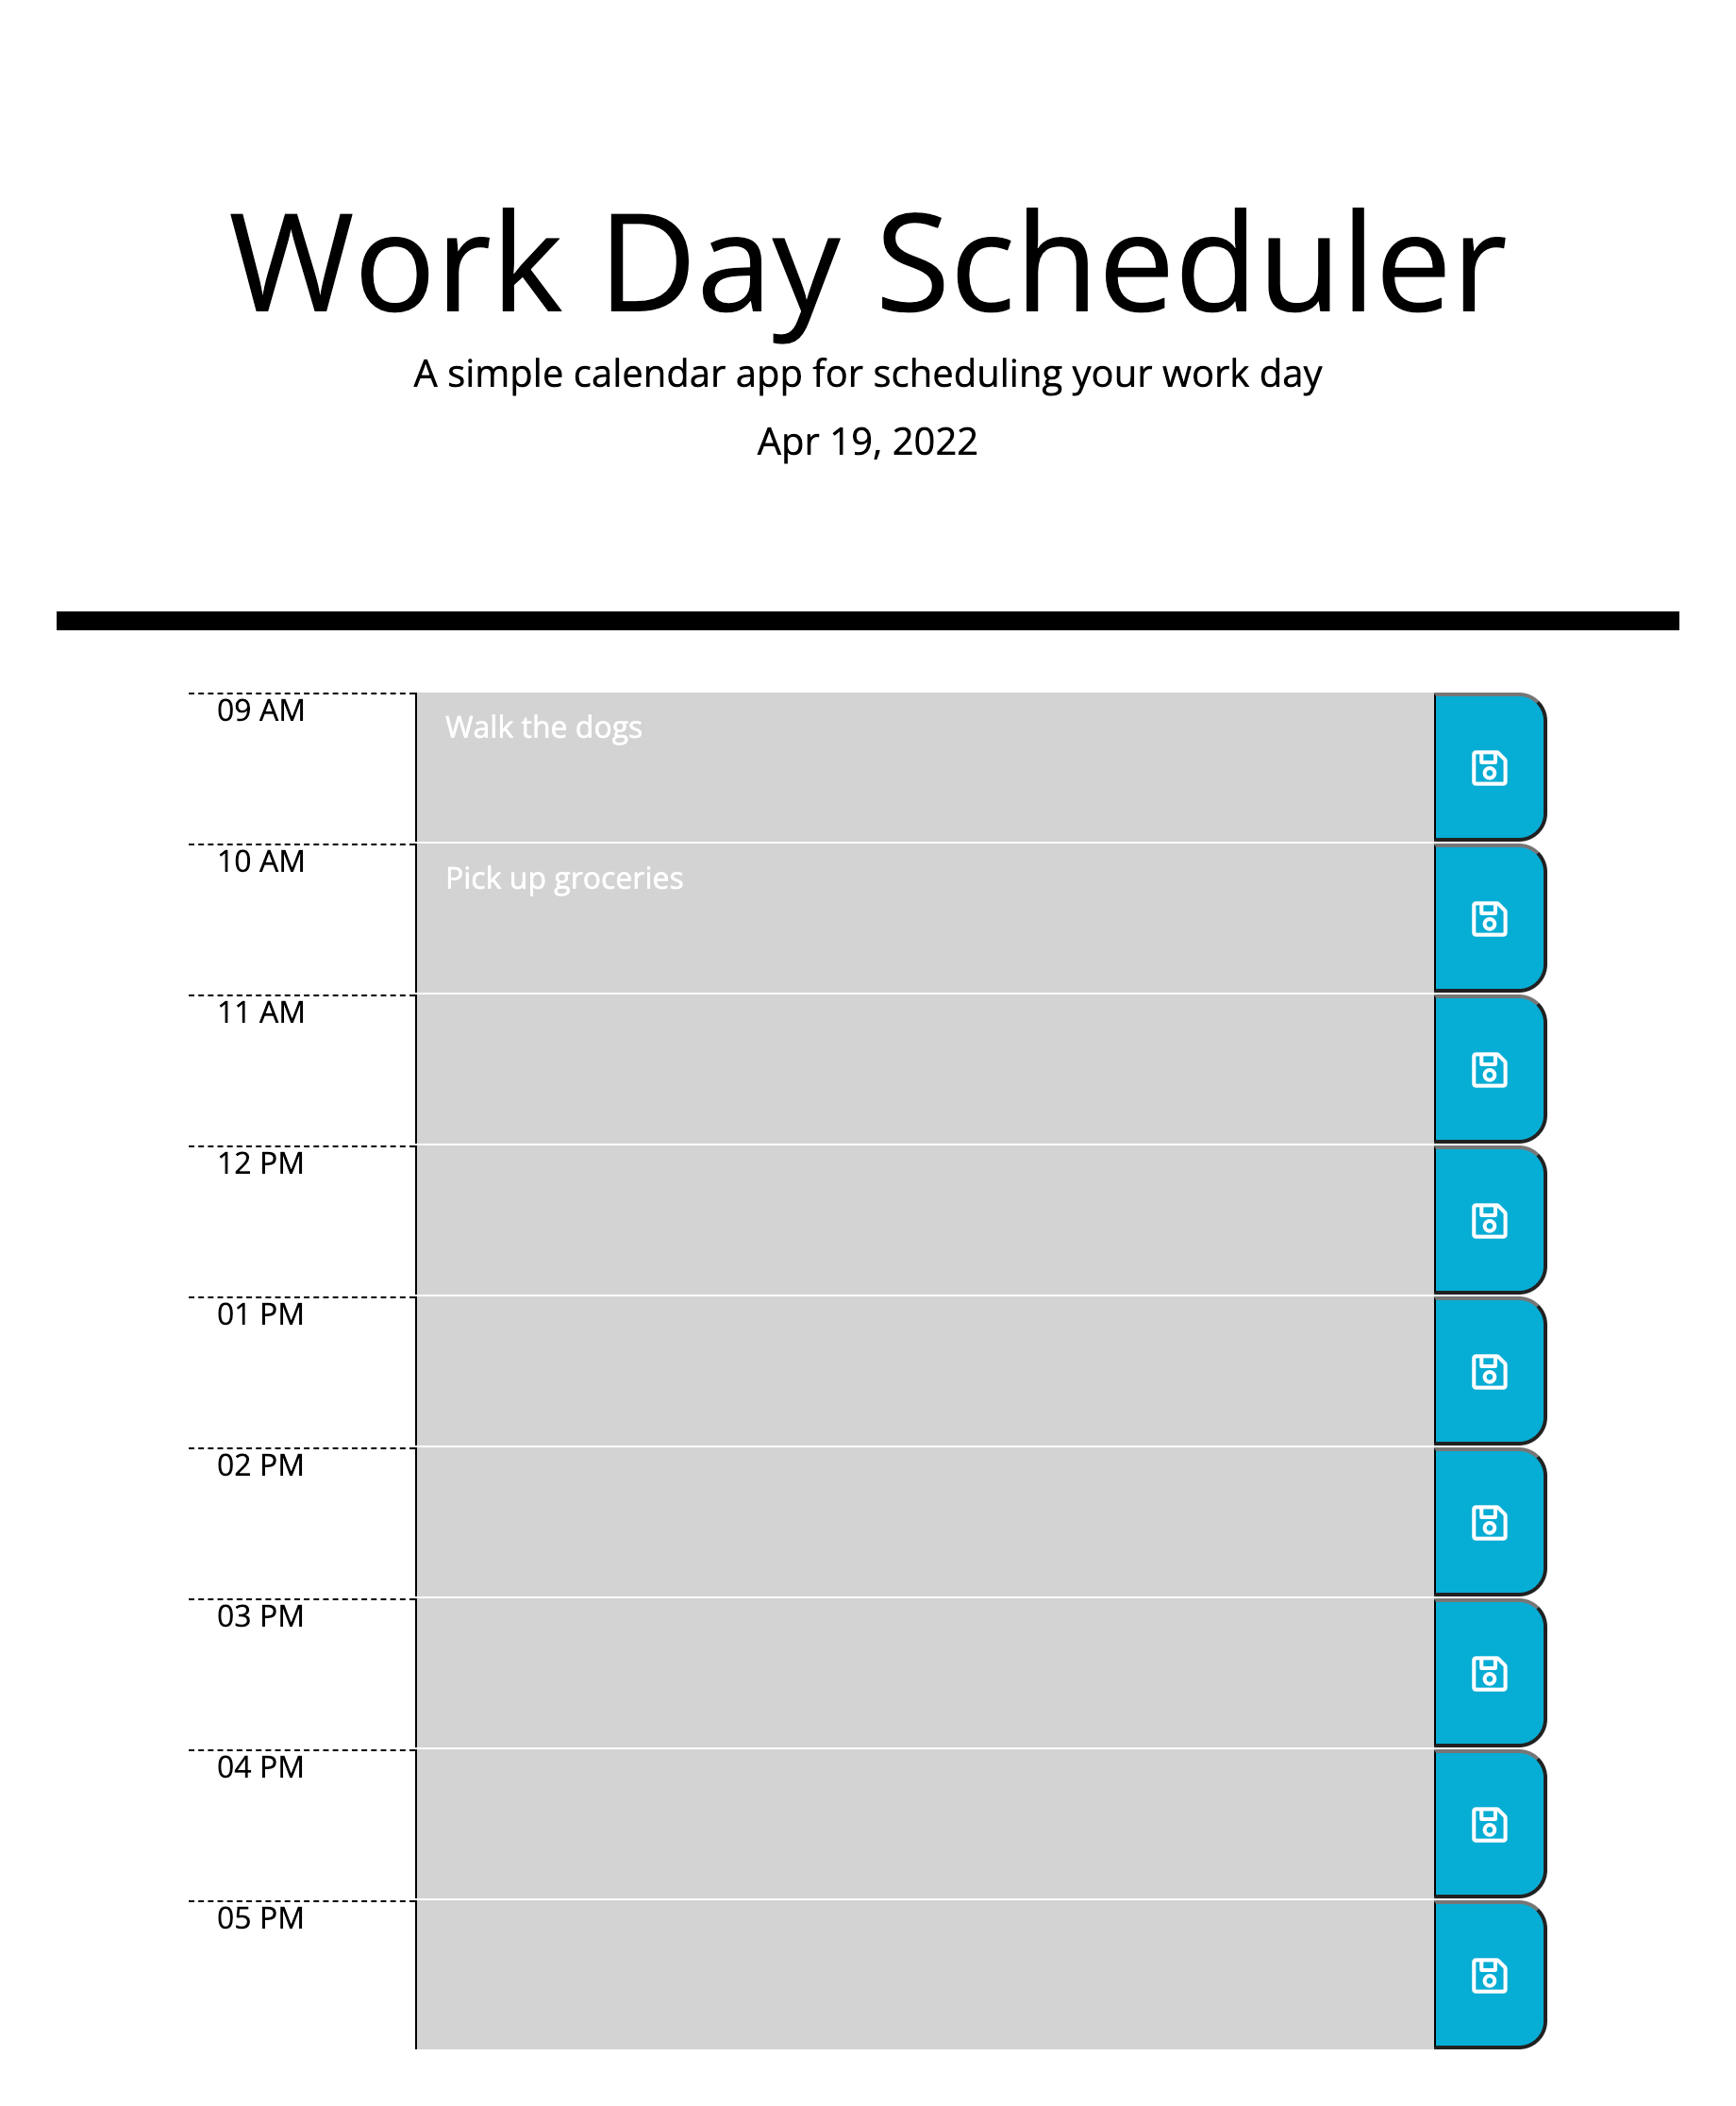 Work Day Scheduler
A simple calendar app for scheduling your work day
Apr 19, 2022
09 AM
Walk the dogs
10 AM
Pick up groceries
11 AM
12 PM
01 PM
02 PM
03 PM
04 PM
05 PM